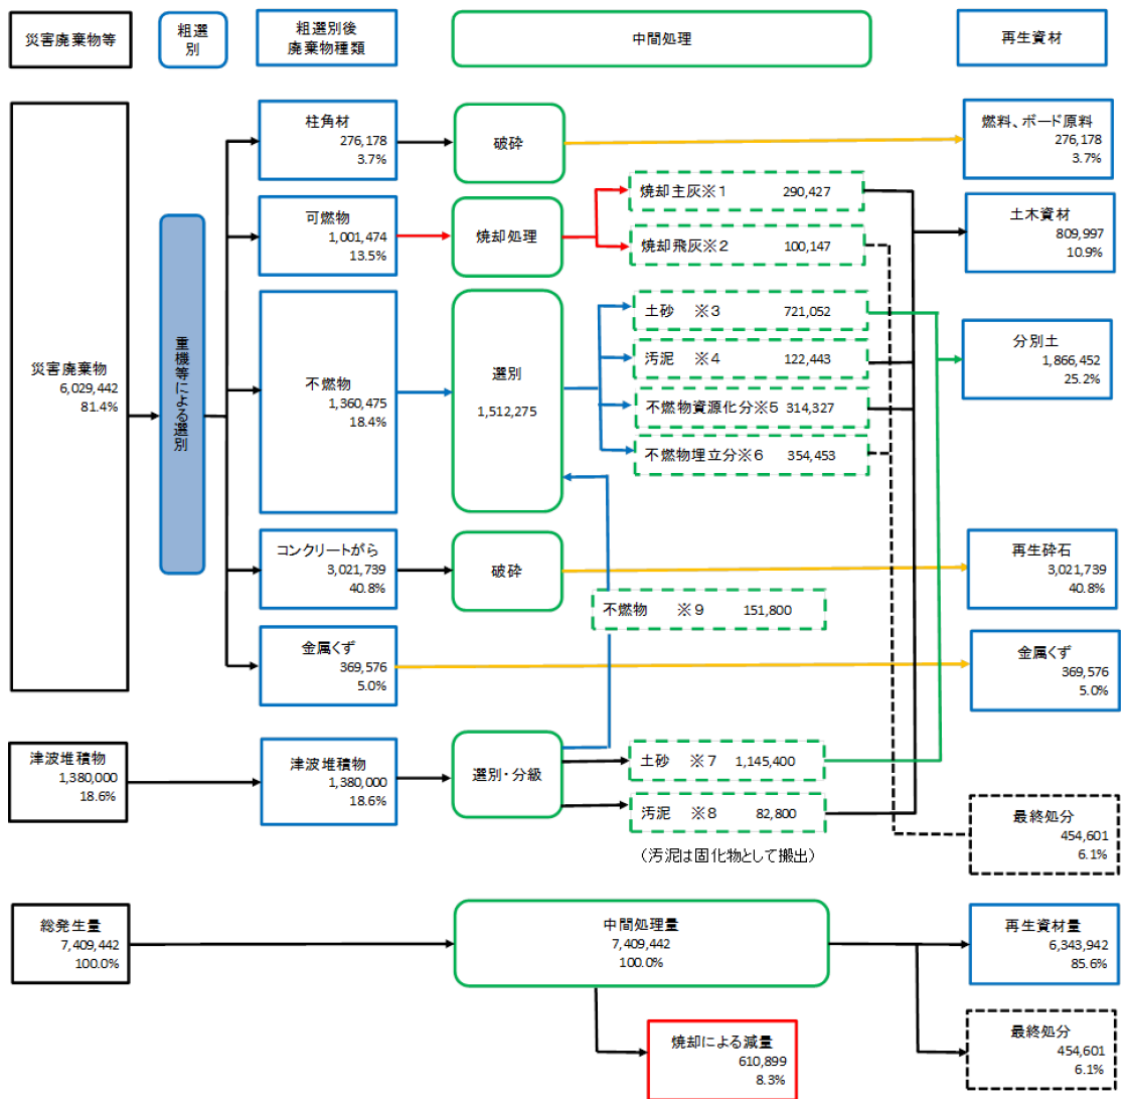 災害廃棄物等
粗選
別
粗選別後
廃棄物種類
中間処理
再生資材
災害廃棄物
6,029,442
81.4%
重機等による選別
柱角材
276,178
3.7%
破砕
燃料、ボード原料
276,178
3.7%
可燃物
1,001,474
13.5%
焼却処理
焼却主灰※1 290,427
焼却飛灰※2 100,147
土木資材
809,997
10.9%
不燃物
1,360,475
18.4%
選別
1,512,275
土砂 ※3 721,052
汚泥 ※4 122,443
不燃物資源化分※5 314,327
不燃物埋立分※6 354,453
分別土
1,866,452
25.2%
コンクリートがら
3,021,739
40.8%
破砕
再生砕石
3,021,739
40.8%
不燃物 ※9 151,800
金属くず
369,576
5.0%
金属くず
369,576
5.0%
津波堆積物
1,380,000
18.6%
津波堆積物
1,380,000
18.6%
選別・分級
土砂 ※7 1,145,400
汚泥 ※8 82,800
（汚泥は固化物として搬出）
最終処分
454,601
6.1%
総発生量
7,409,442
100.0%
中間処理量
7,409,442
100.0%
再生資材量
6,343,942
85.6%
焼却による減量
610,899
8.3%
最終処分
454,601
6.1%